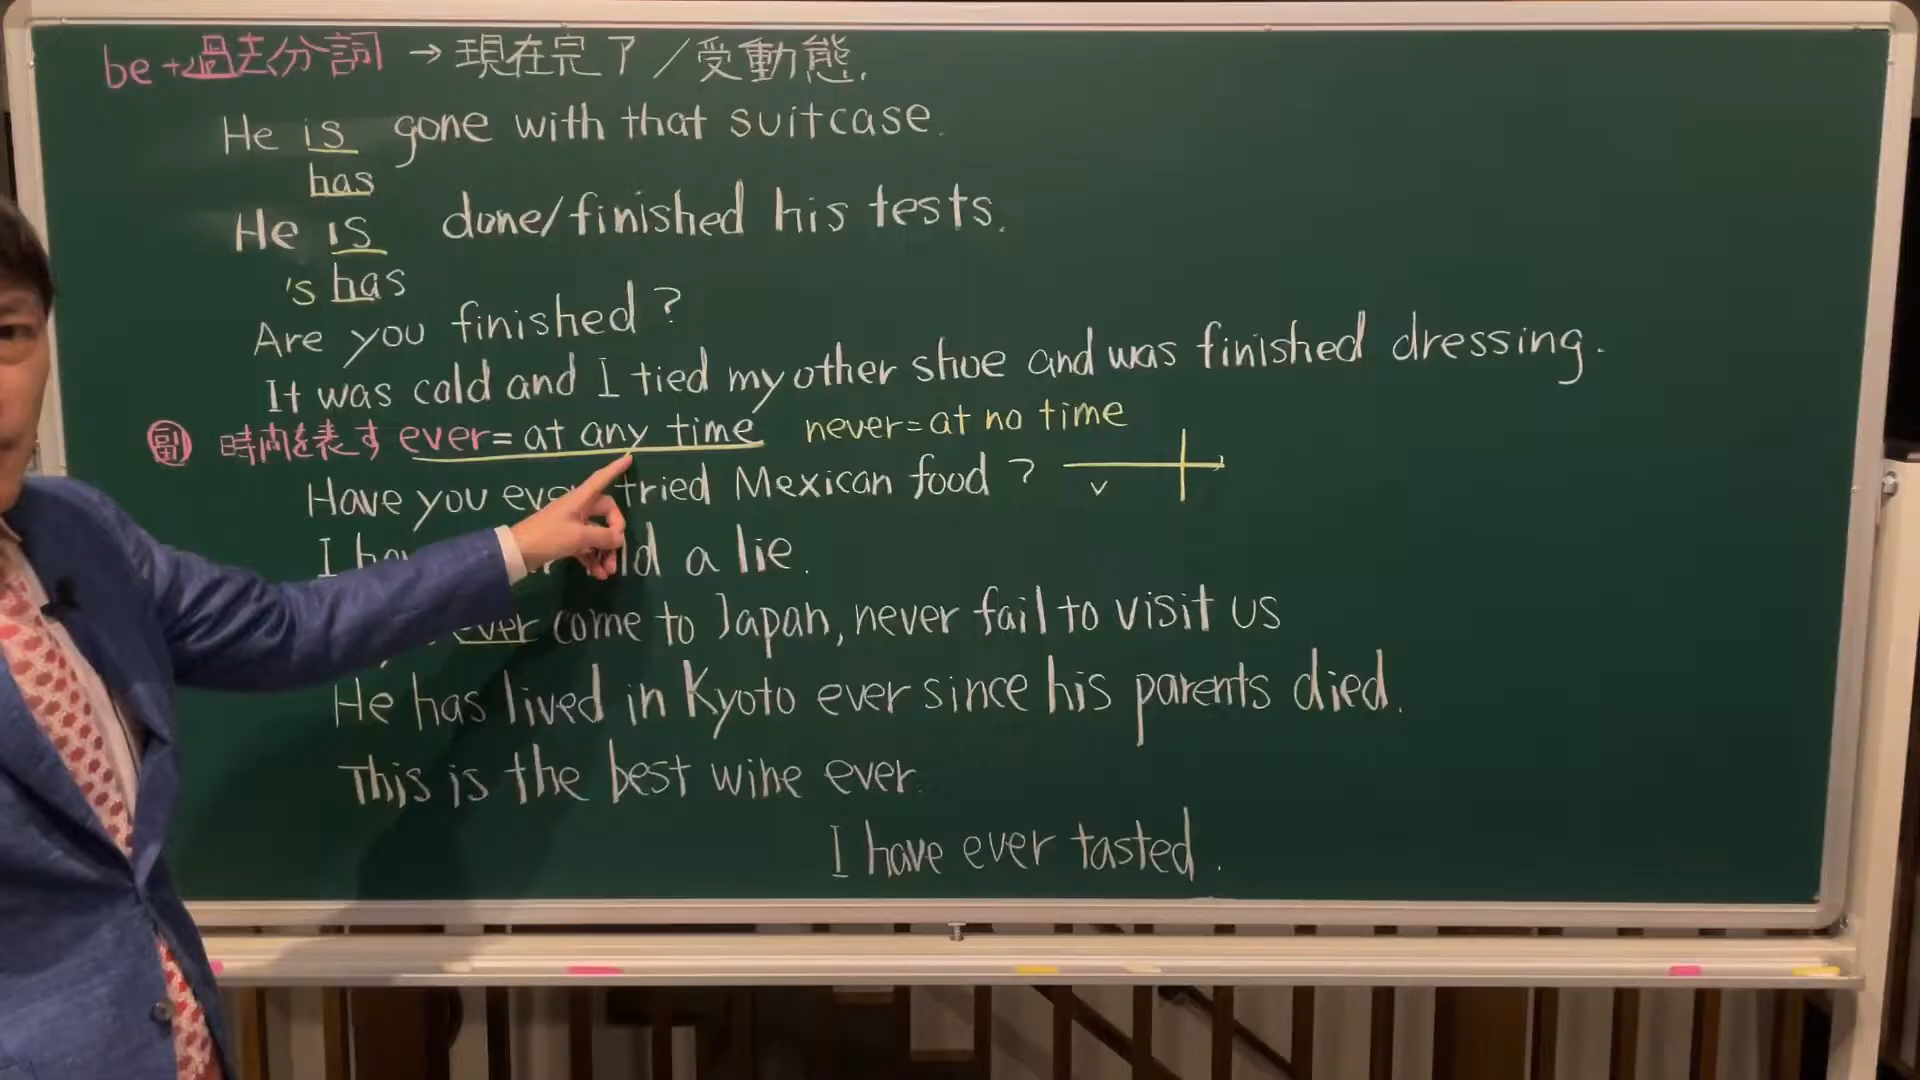 be+過去分詞 → 現在完了/受動態.
He is gone with that suitcase.
has
He is done/finished his tests.
's has
Are you finished?
It was cold and I tied my other shoe and was finished dressing.
副 時間を表す ever=at any time never=at no time
Have you tried Mexican food? v
I a lie.
ever come to Japan, never fail to visit us
He has lived in Kyoto ever since his parents died.
This is the best wine ever.
I have ever tasted.